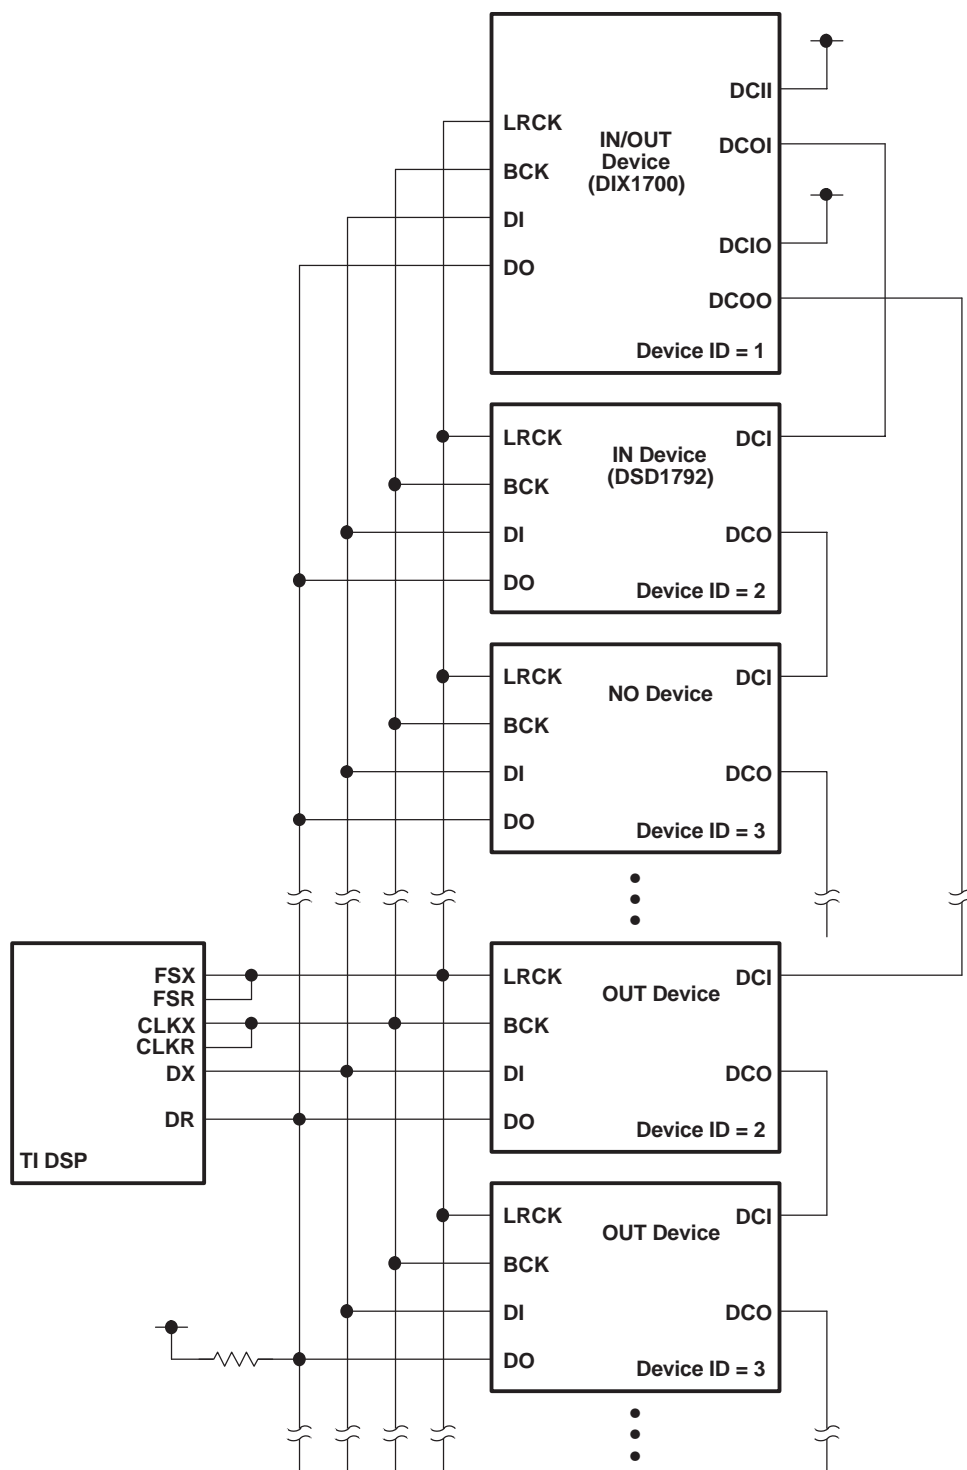 DCII
LRCK
IN/OUT
Device
(DIX1700)
DCOI
BCK
DI
DCIO
DO
DCOO
Device ID = 1
LRCK
IN Device
(DSD1792)
DCI
BCK
DI
DCO
DO
Device ID = 2
LRCK
NO Device
DCI
BCK
DI
DCO
DO
Device ID = 3
FSX
FSR
CLKX
CLKR
DX
DR
TI DSP
LRCK
OUT Device
DCI
BCK
DI
DCO
DO
Device ID = 2
LRCK
OUT Device
DCI
BCK
DI
DCO
DO
Device ID = 3